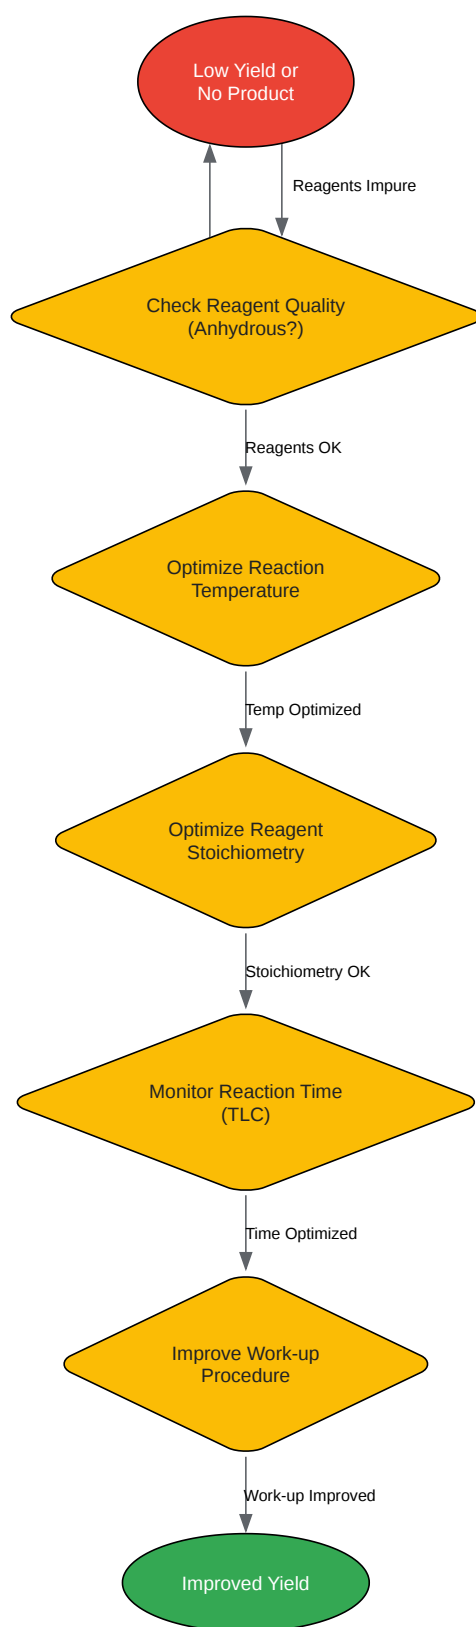 Low Yield or
No Product
Reagents Impure
Check Reagent Quality
(Anhydrous?)
Reagents OK
Optimize Reaction
Temperature
Temp Optimized
Optimize Reagent
Stoichiometry
Stoichiometry OK
Monitor Reaction Time
(TLC)
Time Optimized
Improve Work-up
Procedure
Work-up Improved
Improved Yield